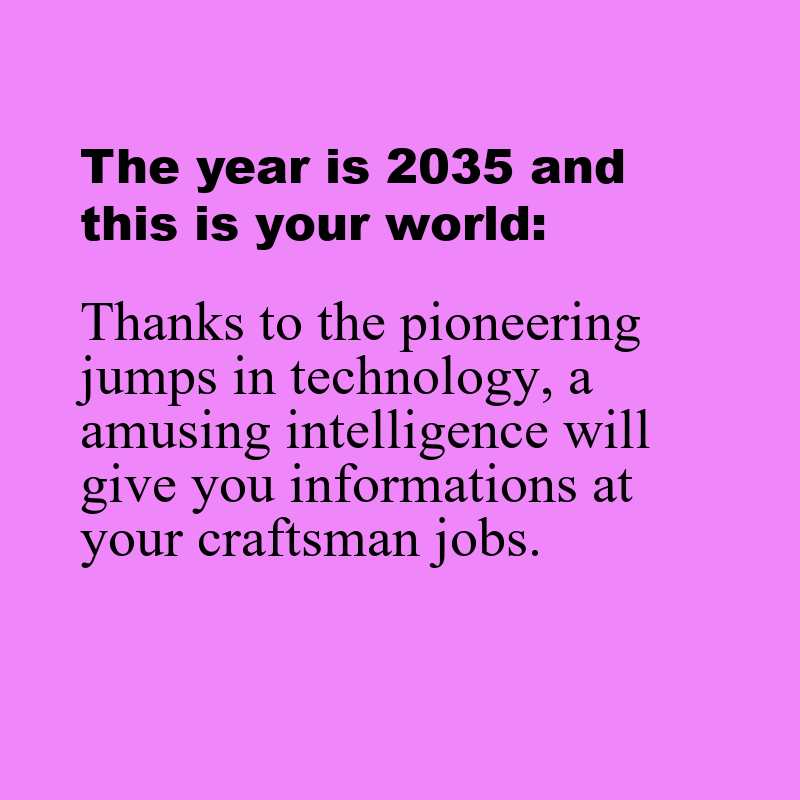 The year is 2035 and
this is your world:
Thanks to the pioneering
jumps in technology, a
amusing intelligence will
give you informations at
your craftsman jobs.